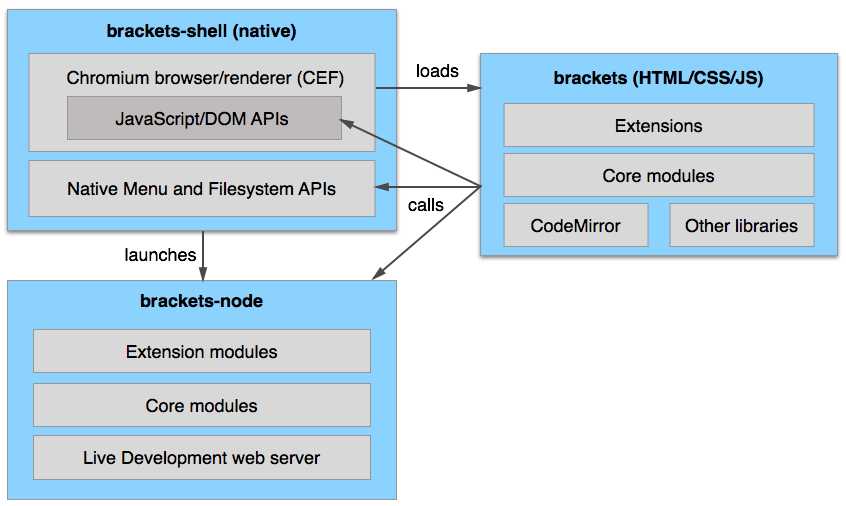 brackets-shell (native)
Chromium browser/renderer (CEF)
JavaScript/DOM APIs
Native Menu and Filesystem APIs
loads
brackets (HTML/CSS/JS)
Extensions
Core modules
CodeMirror
Other libraries
calls
launches
brackets-node
Extension modules
Core modules
Live Development web server